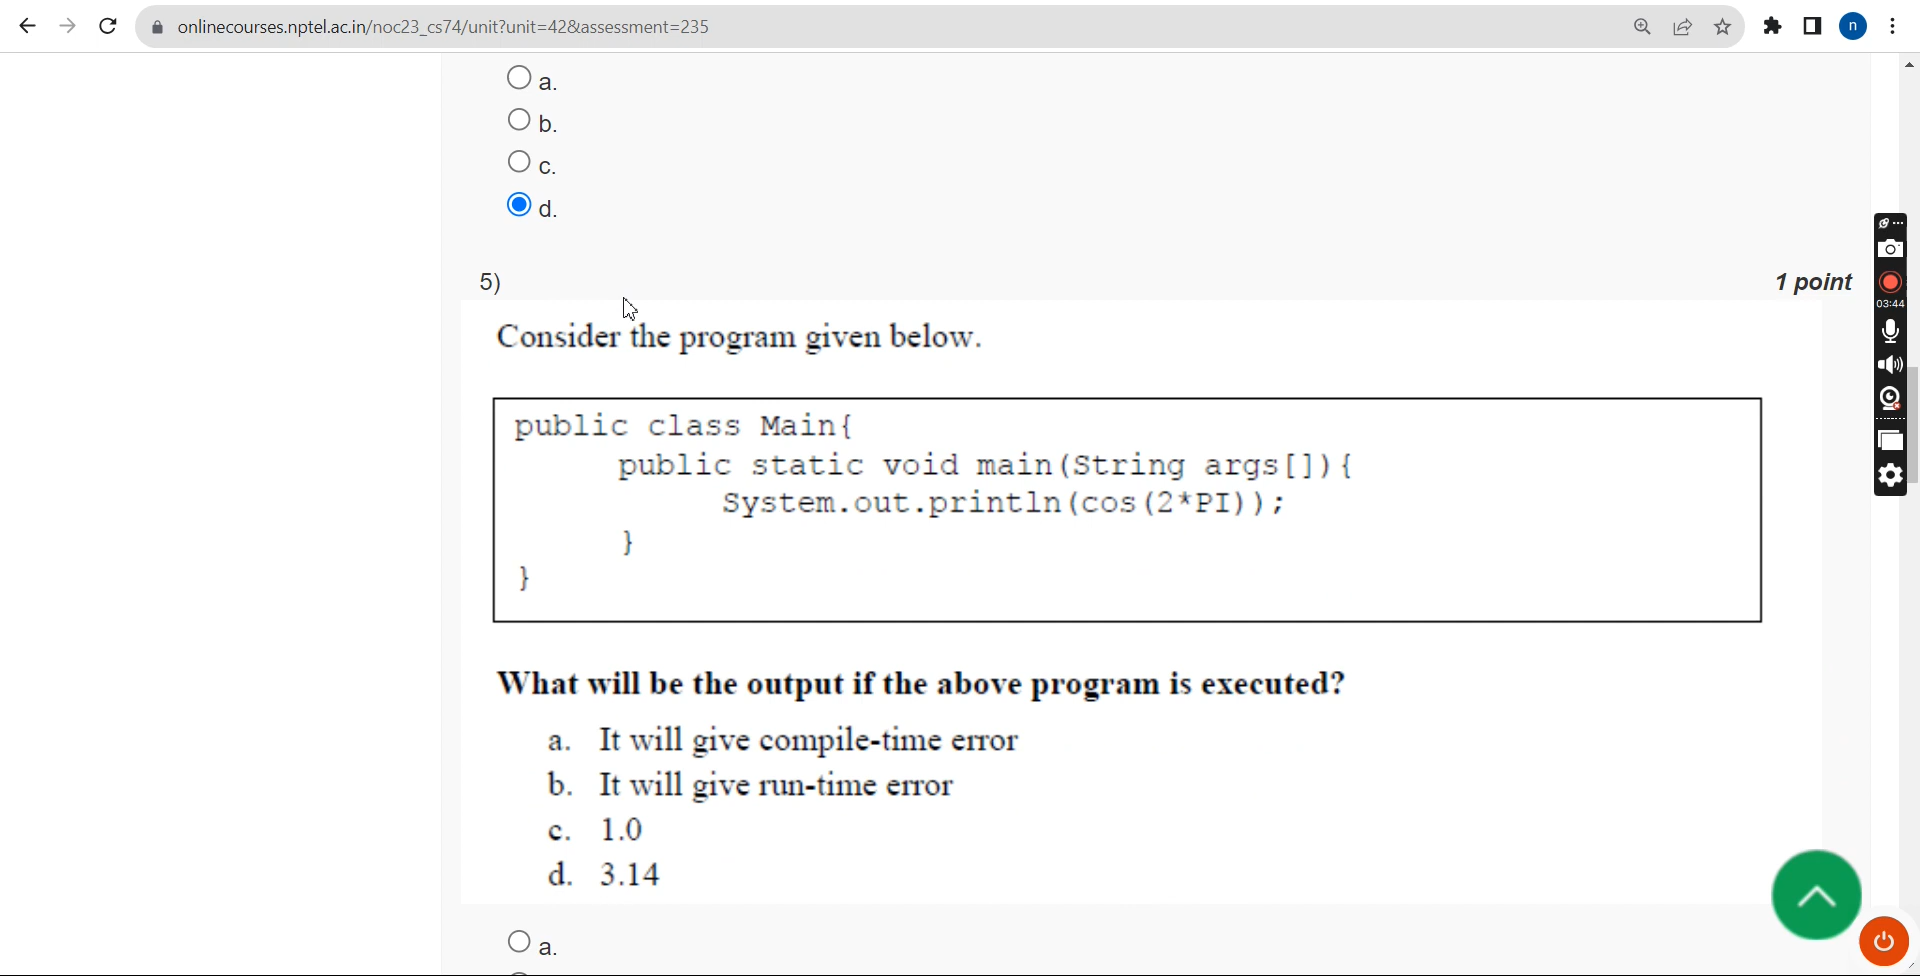 onlinecourses.nptel.ac.in/noc23_cs74/unit?unit=42&assessment=235
n
a.
b.
c.
d.
5)
1 point
03:44
Consider the program given below.
public class Main{
public static void main(String args[]){
System.out.println(cos(2*PI));
}
}
What will be the output if the above program is executed?
a. It will give compile-time error
b. It will give run-time error
c. 1.0
d. 3.14
a.